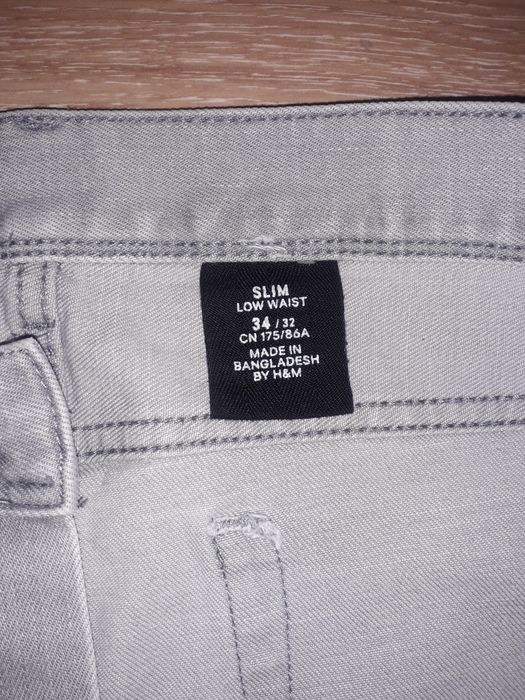 SLIM
LOW WAIST
34 / 32
CN 175/86A
MADE IN
BANGLADESH
BY H&M